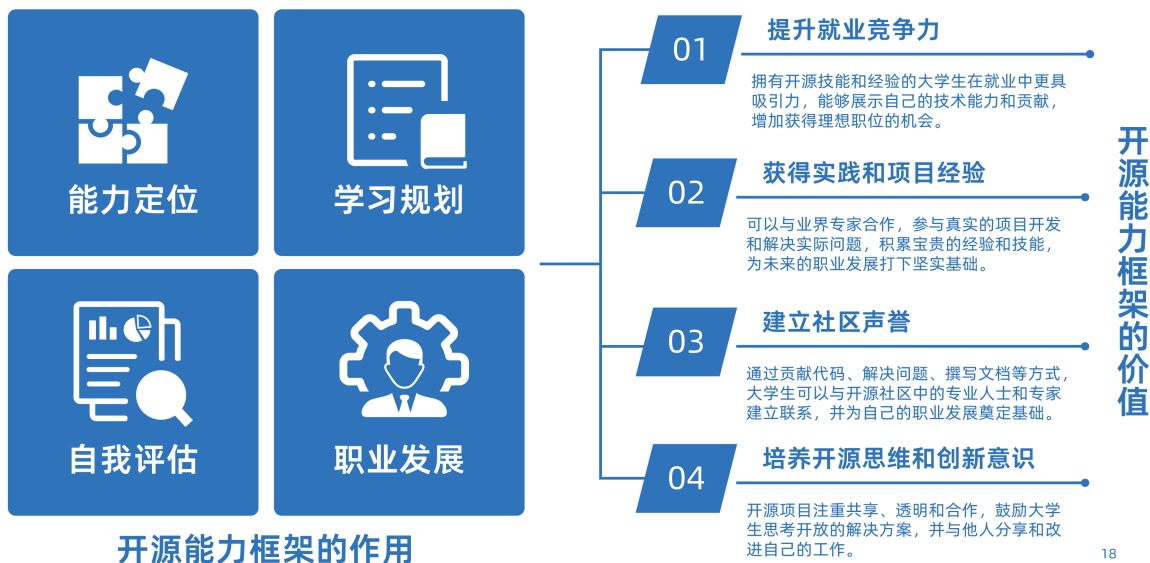 能力定位
学习规划
自我评估
职业发展
开源能力框架的作用
01
提升就业竞争力
拥有开源技能和经验的大学生在就业中更具
吸引力，能够展示自己的技术能力和贡献，
增加获得理想职位的机会。
02
获得实践和项目经验
可以与业界专家合作，参与真实的项目开发
和解决实际问题，积累宝贵的经验和技能，
为未来的职业发展打下坚实基础。
03
建立社区声誉
通过贡献代码、解决问题、撰写文档等方式，
大学生可以与开源社区中的专业人士和专家
建立联系，并为自己的职业发展奠定基础。
04
培养开源思维和创新意识
开源项目注重共享、透明和合作，鼓励大学
生思考开放的解决方案，并与他人分享和改
进自己的工作。
开源能力框架的价值
18